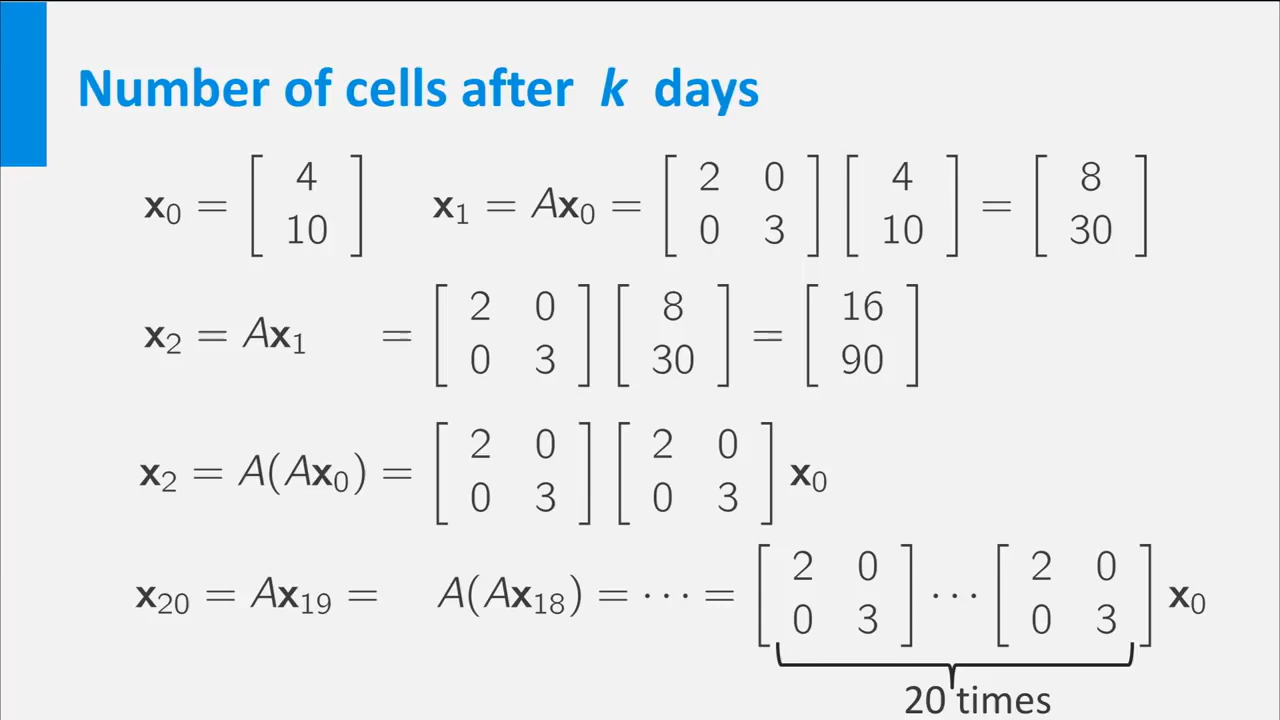 Number of cells after k days
x₀ = [ 4 ; 10 ] x₁ = Ax₀ = [ 2 0 ; 0 3 ] [ 4 ; 10 ] = [ 8 ; 30 ]
x₂ = Ax₁ = [ 2 0 ; 0 3 ] [ 8 ; 30 ] = [ 16 ; 90 ]
x₂ = A(Ax₀) = [ 2 0 ; 0 3 ] [ 2 0 ; 0 3 ] x₀
x₂₀ = Ax₁₉ = A(Ax₁₈) = ⋯ = [ 2 0 ; 0 3 ] ⋯ [ 2 0 ; 0 3 ] x₀
20 times